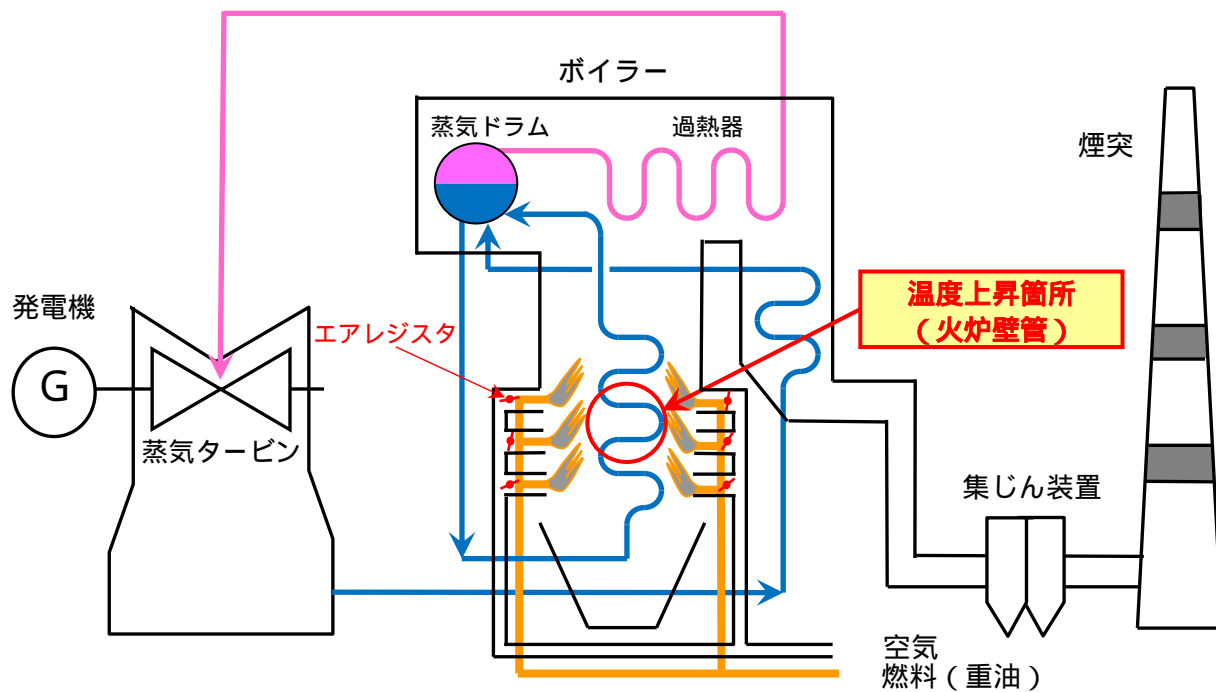 ボイラー
蒸気ドラム
過熱器
煙突
温度上昇箇所
（火炉壁管）
発電機
エアレジスタ
G
蒸気タービン
集じん装置
空気
燃料（重油）